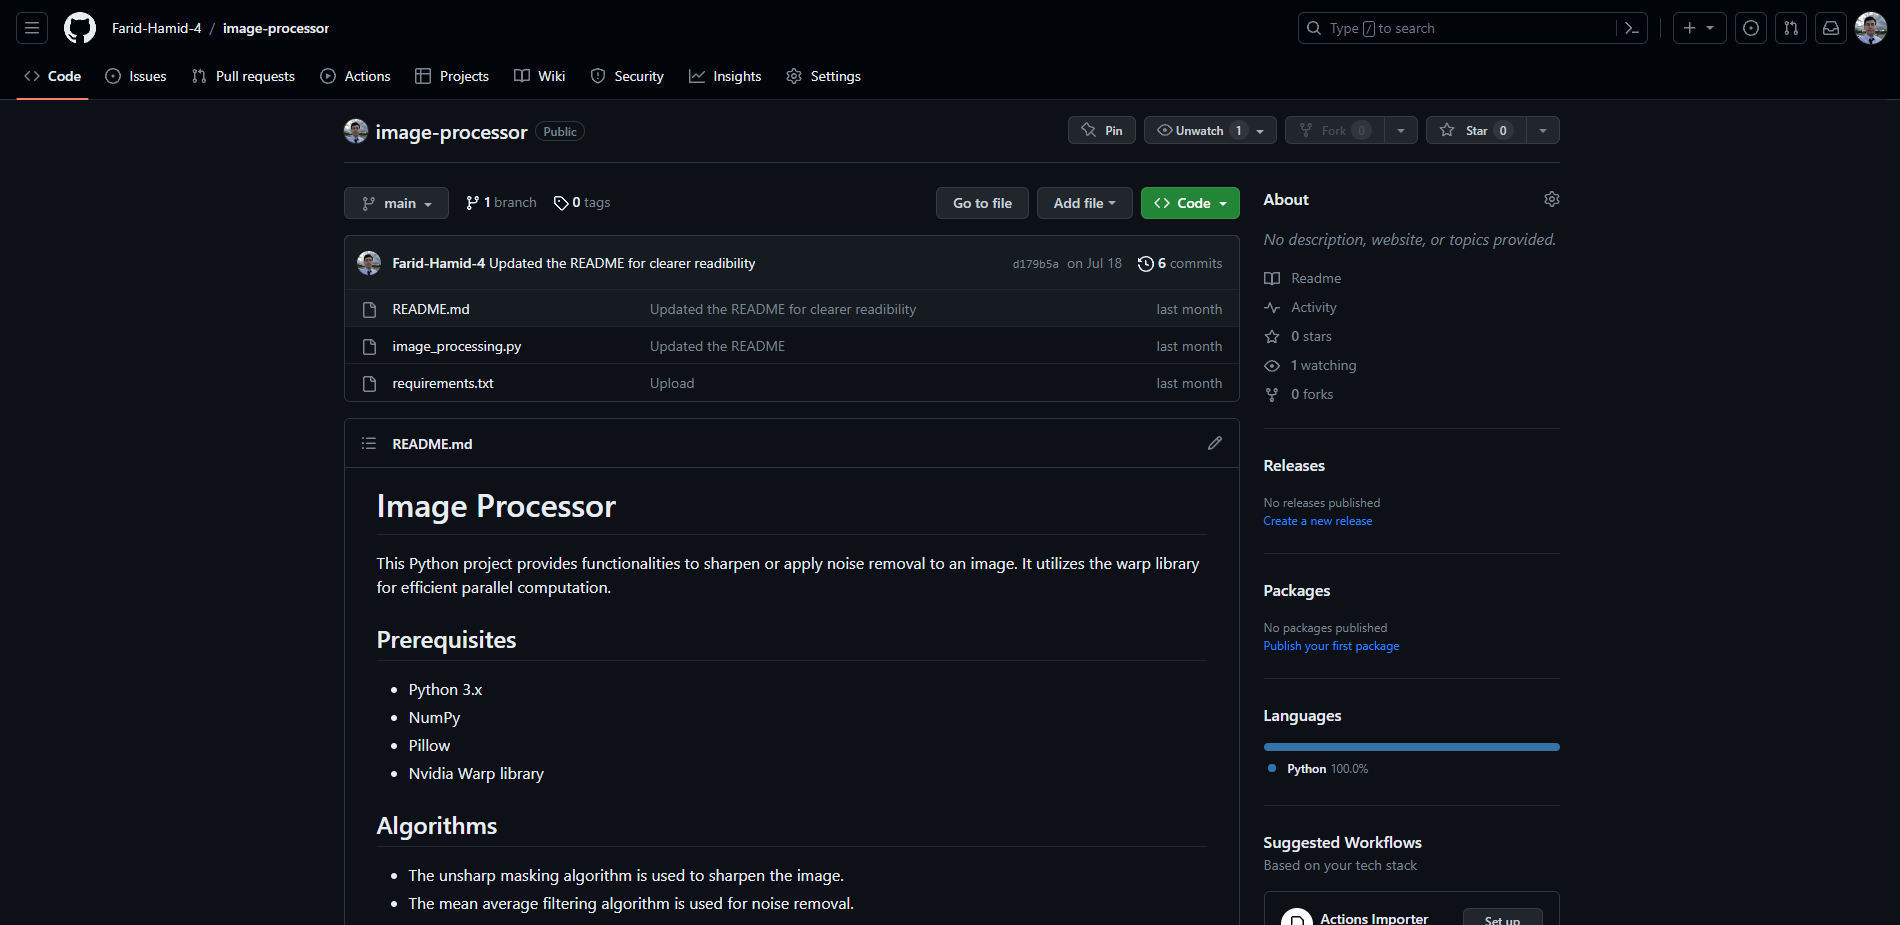 Farid-Hamid-4 / image-processor
Type / to search
Code Issues Pull requests Actions Projects Wiki Security Insights Settings
image-processor Public
Pin Unwatch 1 Fork 0 Star 0
main 1 branch 0 tags Go to file Add file Code
Farid-Hamid-4 Updated the README for clearer readibility d179b5a on Jul 18 6 commits
README.md Updated the README for clearer readibility last month
image_processing.py Updated the README last month
requirements.txt Upload last month
README.md
Image Processor
This Python project provides functionalities to sharpen or apply noise removal to an image. It utilizes the warp library
for efficient parallel computation.
Prerequisites
Python 3.x
NumPy
Pillow
Nvidia Warp library
Algorithms
The unsharp masking algorithm is used to sharpen the image.
The mean average filtering algorithm is used for noise removal.
About
No description, website, or topics provided.
Readme
Activity
0 stars
1 watching
0 forks
Releases
No releases published
Create a new release
Packages
No packages published
Publish your first package
Languages
Python 100.0%
Suggested Workflows
Based on your tech stack
Actions Importer Set up